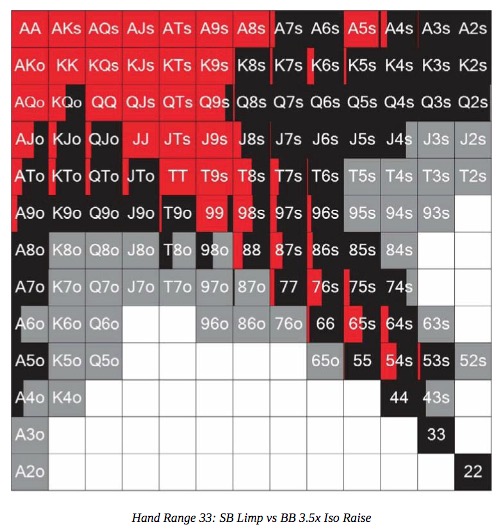 AA AKs AQs AJs ATs A9s A8s A7s A6s A5s A4s A3s A2s
AKo KK KQs KJs KTs K9s K8s K7s K6s K5s K4s K3s K2s
AQo KQo QQ QJs QTs Q9s Q8s Q7s Q6s Q5s Q4s Q3s Q2s
AJo KJo QJo JJ JTs J9s J8s J7s J6s J5s J4s J3s J2s
ATo KTo QTo JTo TT T9s T8s T7s T6s T5s T4s T3s T2s
A9o K9o Q9o J9o T9o 99 98s 97s 96s 95s 94s 93s
A8o K8o Q8o J8o T8o 98o 88 87s 86s 85s 84s
A7o K7o Q7o J7o T7o 97o 87o 77 76s 75s 74s
A6o K6o Q6o 96o 86o 76o 66 65s 64s 63s
A5o K5o Q5o 65o 55 54s 53s 52s
A4o K4o 44 43s
A3o 33
A2o 22
Hand Range 33: SB Limp vs BB 3.5x Iso Raise